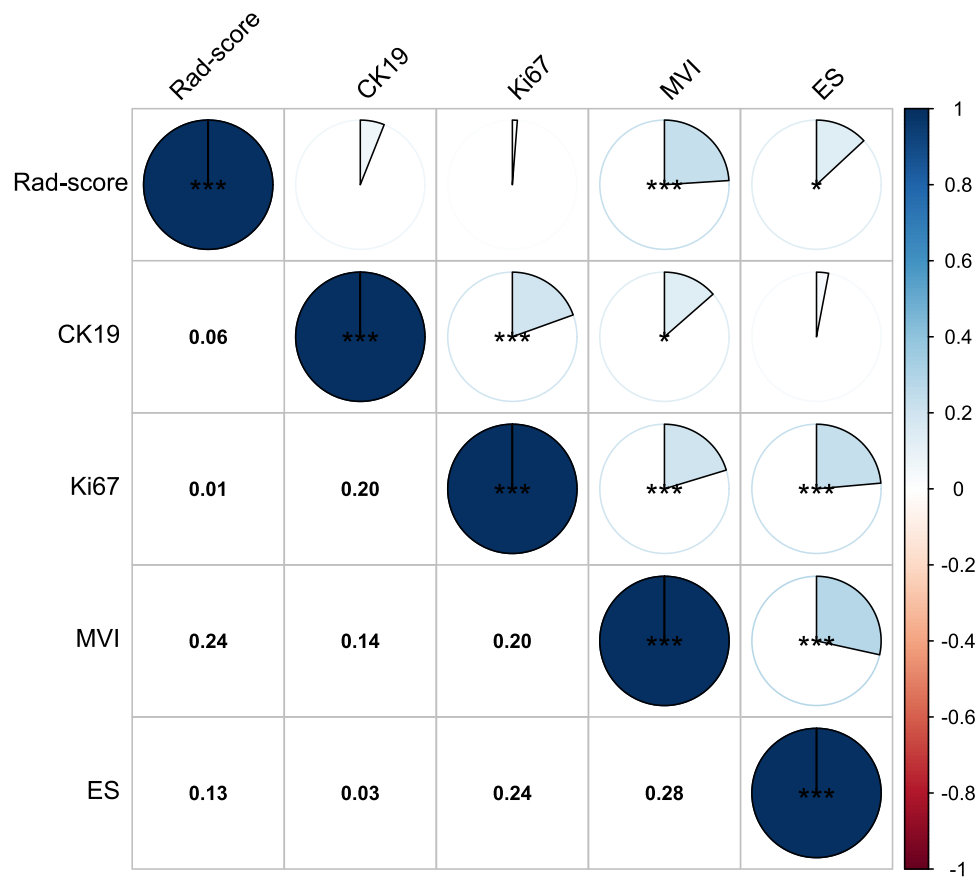 Rad-score CK19 Ki67 MVI ES
Rad-score *** *** *
CK19 0.06 *** *** *
Ki67 0.01 0.20 *** *** ***
MVI 0.24 0.14 0.20 *** ***
ES 0.13 0.03 0.24 0.28 ***
1
0.8
0.6
0.4
0.2
0
-0.2
-0.4
-0.6
-0.8
-1